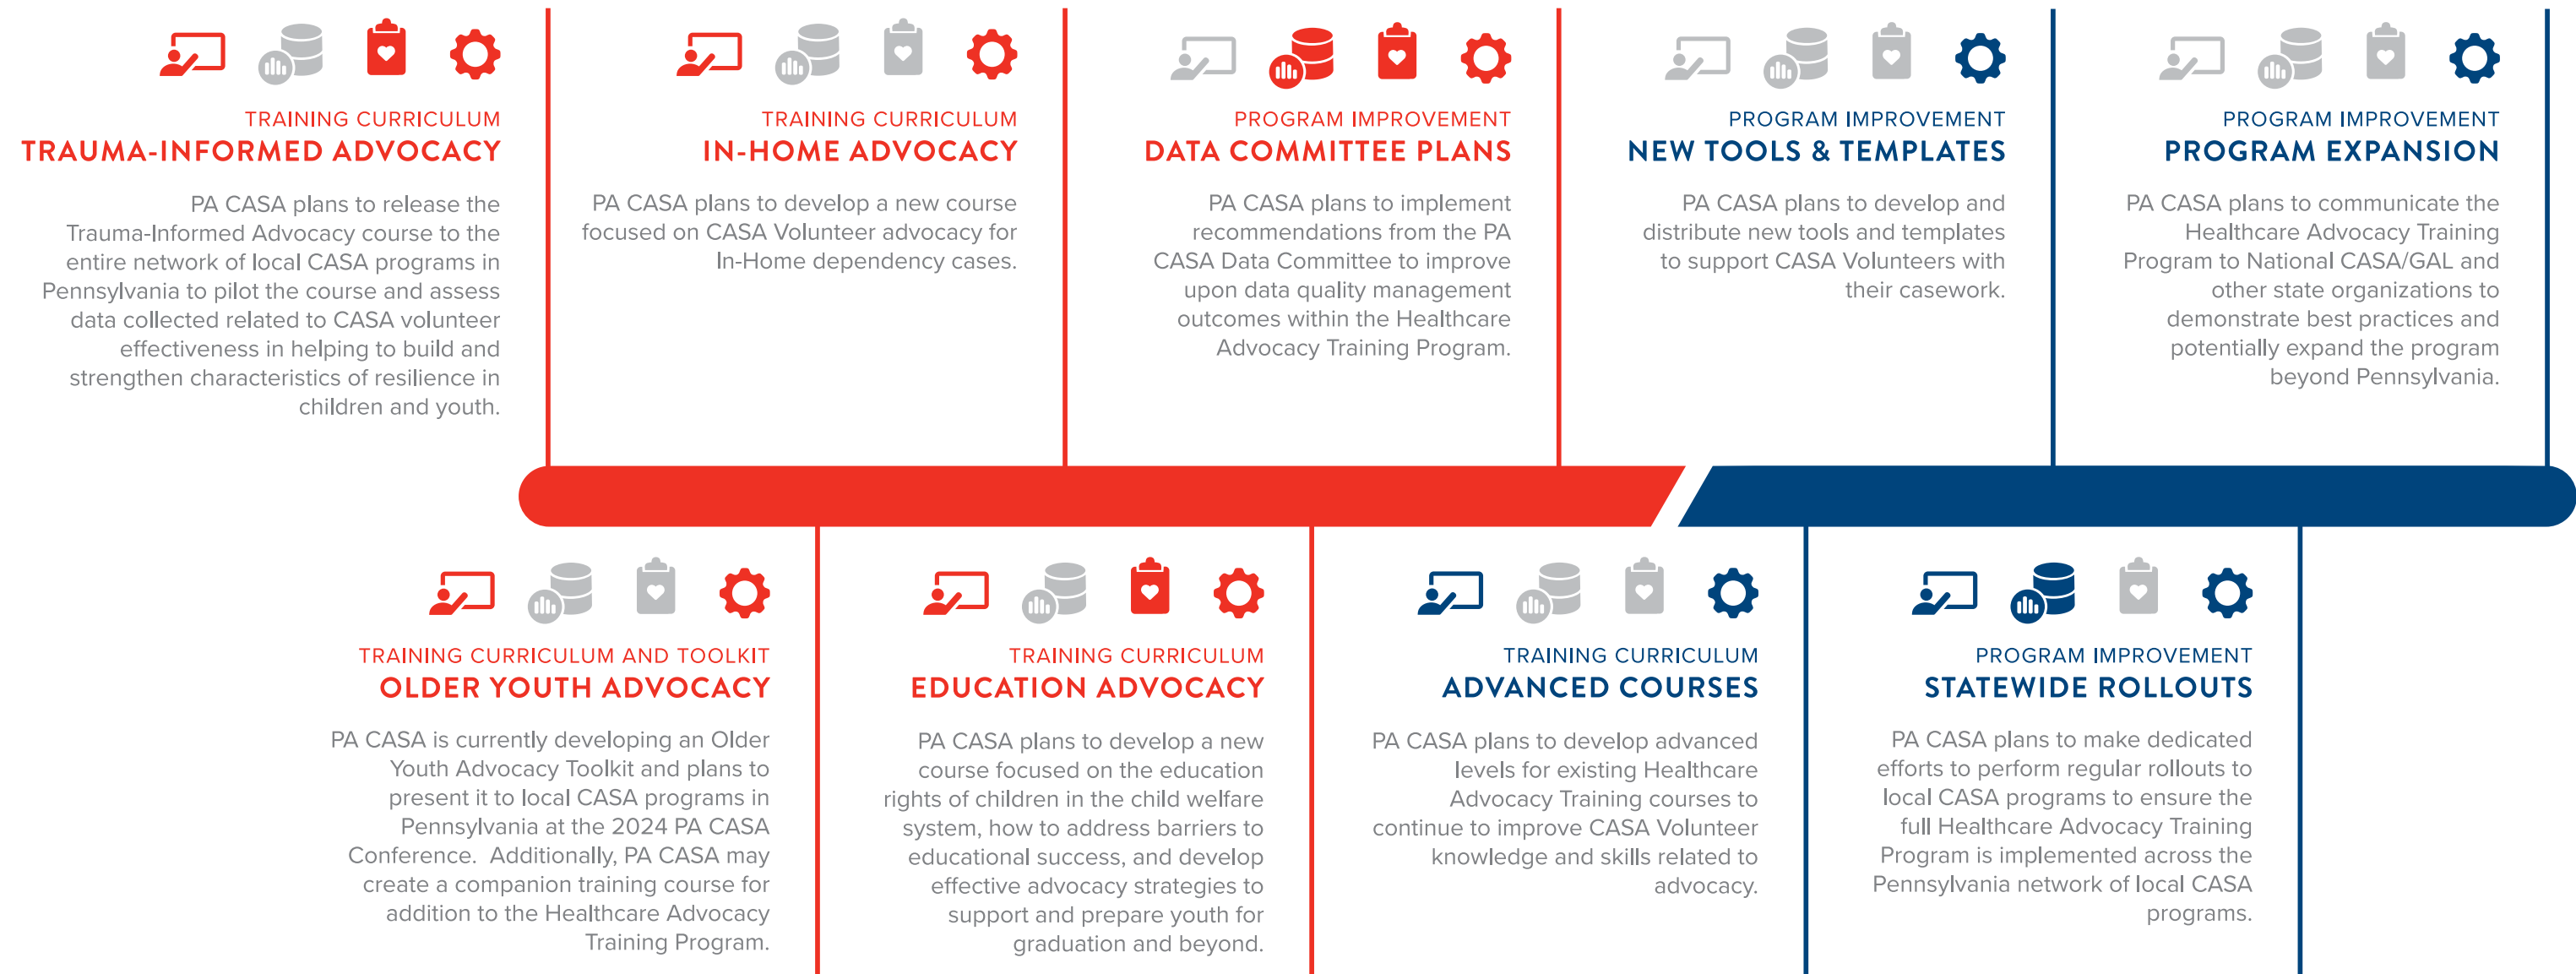 TRAINING CURRICULUM
TRAUMA-INFORMED ADVOCACY
PA CASA plans to release the
Trauma-Informed Advocacy course to the
entire network of local CASA programs in
Pennsylvania to pilot the course and assess
data collected related to CASA volunteer
effectiveness in helping to build and
strengthen characteristics of resilience in
children and youth.
TRAINING CURRICULUM
IN-HOME ADVOCACY
PA CASA plans to develop a new course
focused on CASA Volunteer advocacy for
In-Home dependency cases.
PROGRAM IMPROVEMENT
DATA COMMITTEE PLANS
PA CASA plans to implement
recommendations from the PA
CASA Data Committee to improve
upon data quality management
outcomes within the Healthcare
Advocacy Training Program.
PROGRAM IMPROVEMENT
NEW TOOLS & TEMPLATES
PA CASA plans to develop and
distribute new tools and templates
to support CASA Volunteers with
their casework.
PROGRAM IMPROVEMENT
PROGRAM EXPANSION
PA CASA plans to communicate the
Healthcare Advocacy Training
Program to National CASA/GAL and
other state organizations to
demonstrate best practices and
potentially expand the program
beyond Pennsylvania.
TRAINING CURRICULUM AND TOOLKIT
OLDER YOUTH ADVOCACY
PA CASA is currently developing an Older
Youth Advocacy Toolkit and plans to
present it to local CASA programs in
Pennsylvania at the 2024 PA CASA
Conference.  Additionally, PA CASA may
create a companion training course for
addition to the Healthcare Advocacy
Training Program.
TRAINING CURRICULUM
EDUCATION ADVOCACY
PA CASA plans to develop a new
course focused on the education
rights of children in the child welfare
system, how to address barriers to
educational success, and develop
effective advocacy strategies to
support and prepare youth for
graduation and beyond.
TRAINING CURRICULUM
ADVANCED COURSES
PA CASA plans to develop advanced
levels for existing Healthcare
Advocacy Training courses to
continue to improve CASA Volunteer
knowledge and skills related to
advocacy.
PROGRAM IMPROVEMENT
STATEWIDE ROLLOUTS
PA CASA plans to make dedicated
efforts to perform regular rollouts to
local CASA programs to ensure the
full Healthcare Advocacy Training
Program is implemented across the
Pennsylvania network of local CASA
programs.